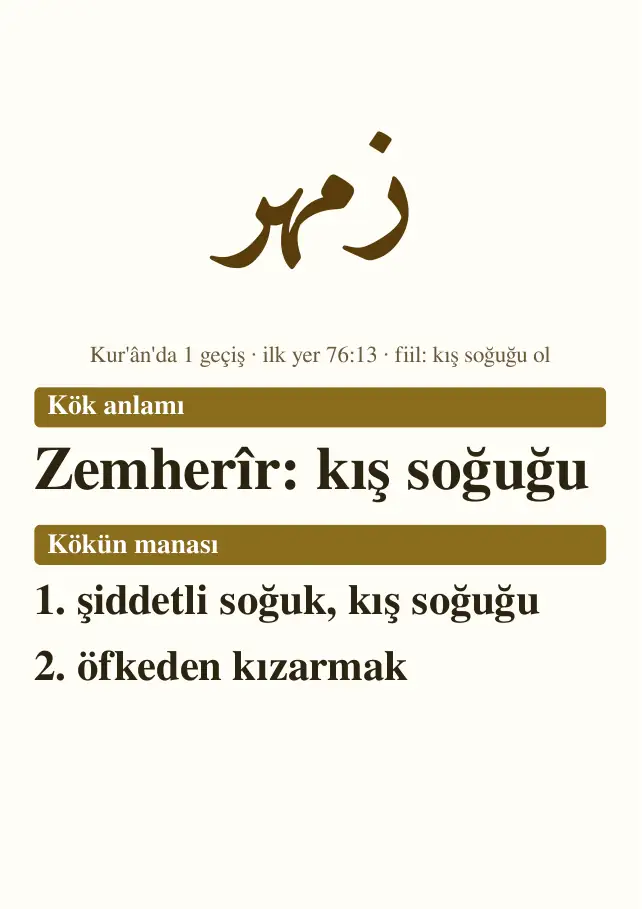 زمهر
Kur'ân'da 1 geçiş · ilk yer 76:13 · fiil: kış soğuğu ol
Kök anlamı
Zemherîr: kış soğuğu
Kökün manası
1. şiddetli soğuk, kış soğuğu
2. öfkeden kızarmak